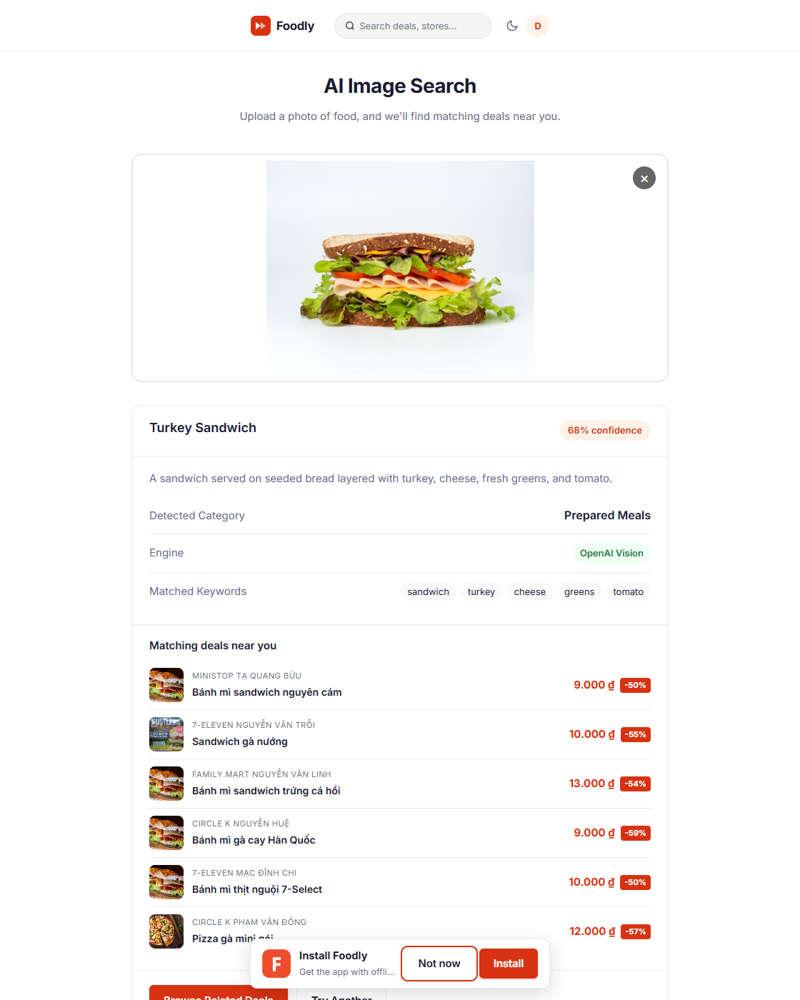 Foodly
Search deals, stores...
D
AI Image Search
Upload a photo of food, and we'll find matching deals near you.
Turkey Sandwich
68% confidence
A sandwich served on seeded bread layered with turkey, cheese, fresh greens, and tomato.
Detected Category
Prepared Meals
Engine
OpenAI Vision
Matched Keywords
sandwich turkey cheese greens tomato
Matching deals near you
MINISTOP TẠ QUANG BỬU
Bánh mì sandwich nguyên cám
9.000 ₫ -50%
7-ELEVEN NGUYỄN VĂN TRỖI
Sandwich gà nướng
10.000 ₫ -55%
FAMILY MART NGUYỄN VĂN LINH
Bánh mì sandwich trứng cá hồi
13.000 ₫ -54%
CIRCLE K NGUYỄN HUỆ
Bánh mì gà cay Hàn Quốc
9.000 ₫ -59%
7-ELEVEN MẠC ĐĨNH CHI
Bánh mì thịt nguội 7-Select
10.000 ₫ -50%
CIRCLE K PHẠM VĂN ĐỒNG
Pizza gà mini gói
12.000 ₫ -57%
F
Install Foodly
Get the app with offli...
Not now
Install
Browse Related Deals
Try Another